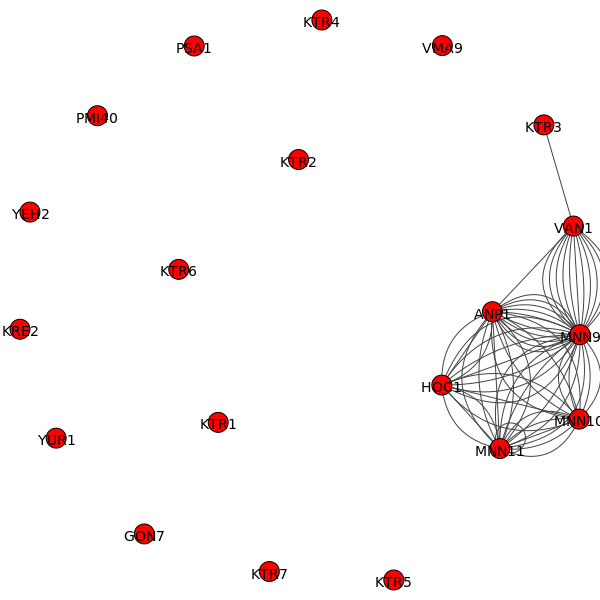 KTR4
PSA1
VMA9
PMI40
KTR3
KTR2
YEH2
VAN1
KTR6
ANP1
KRE2
MNN9
HOC1
MNN10
KTR1
YUR1
MNN11
GON7
KTR7
KTR5